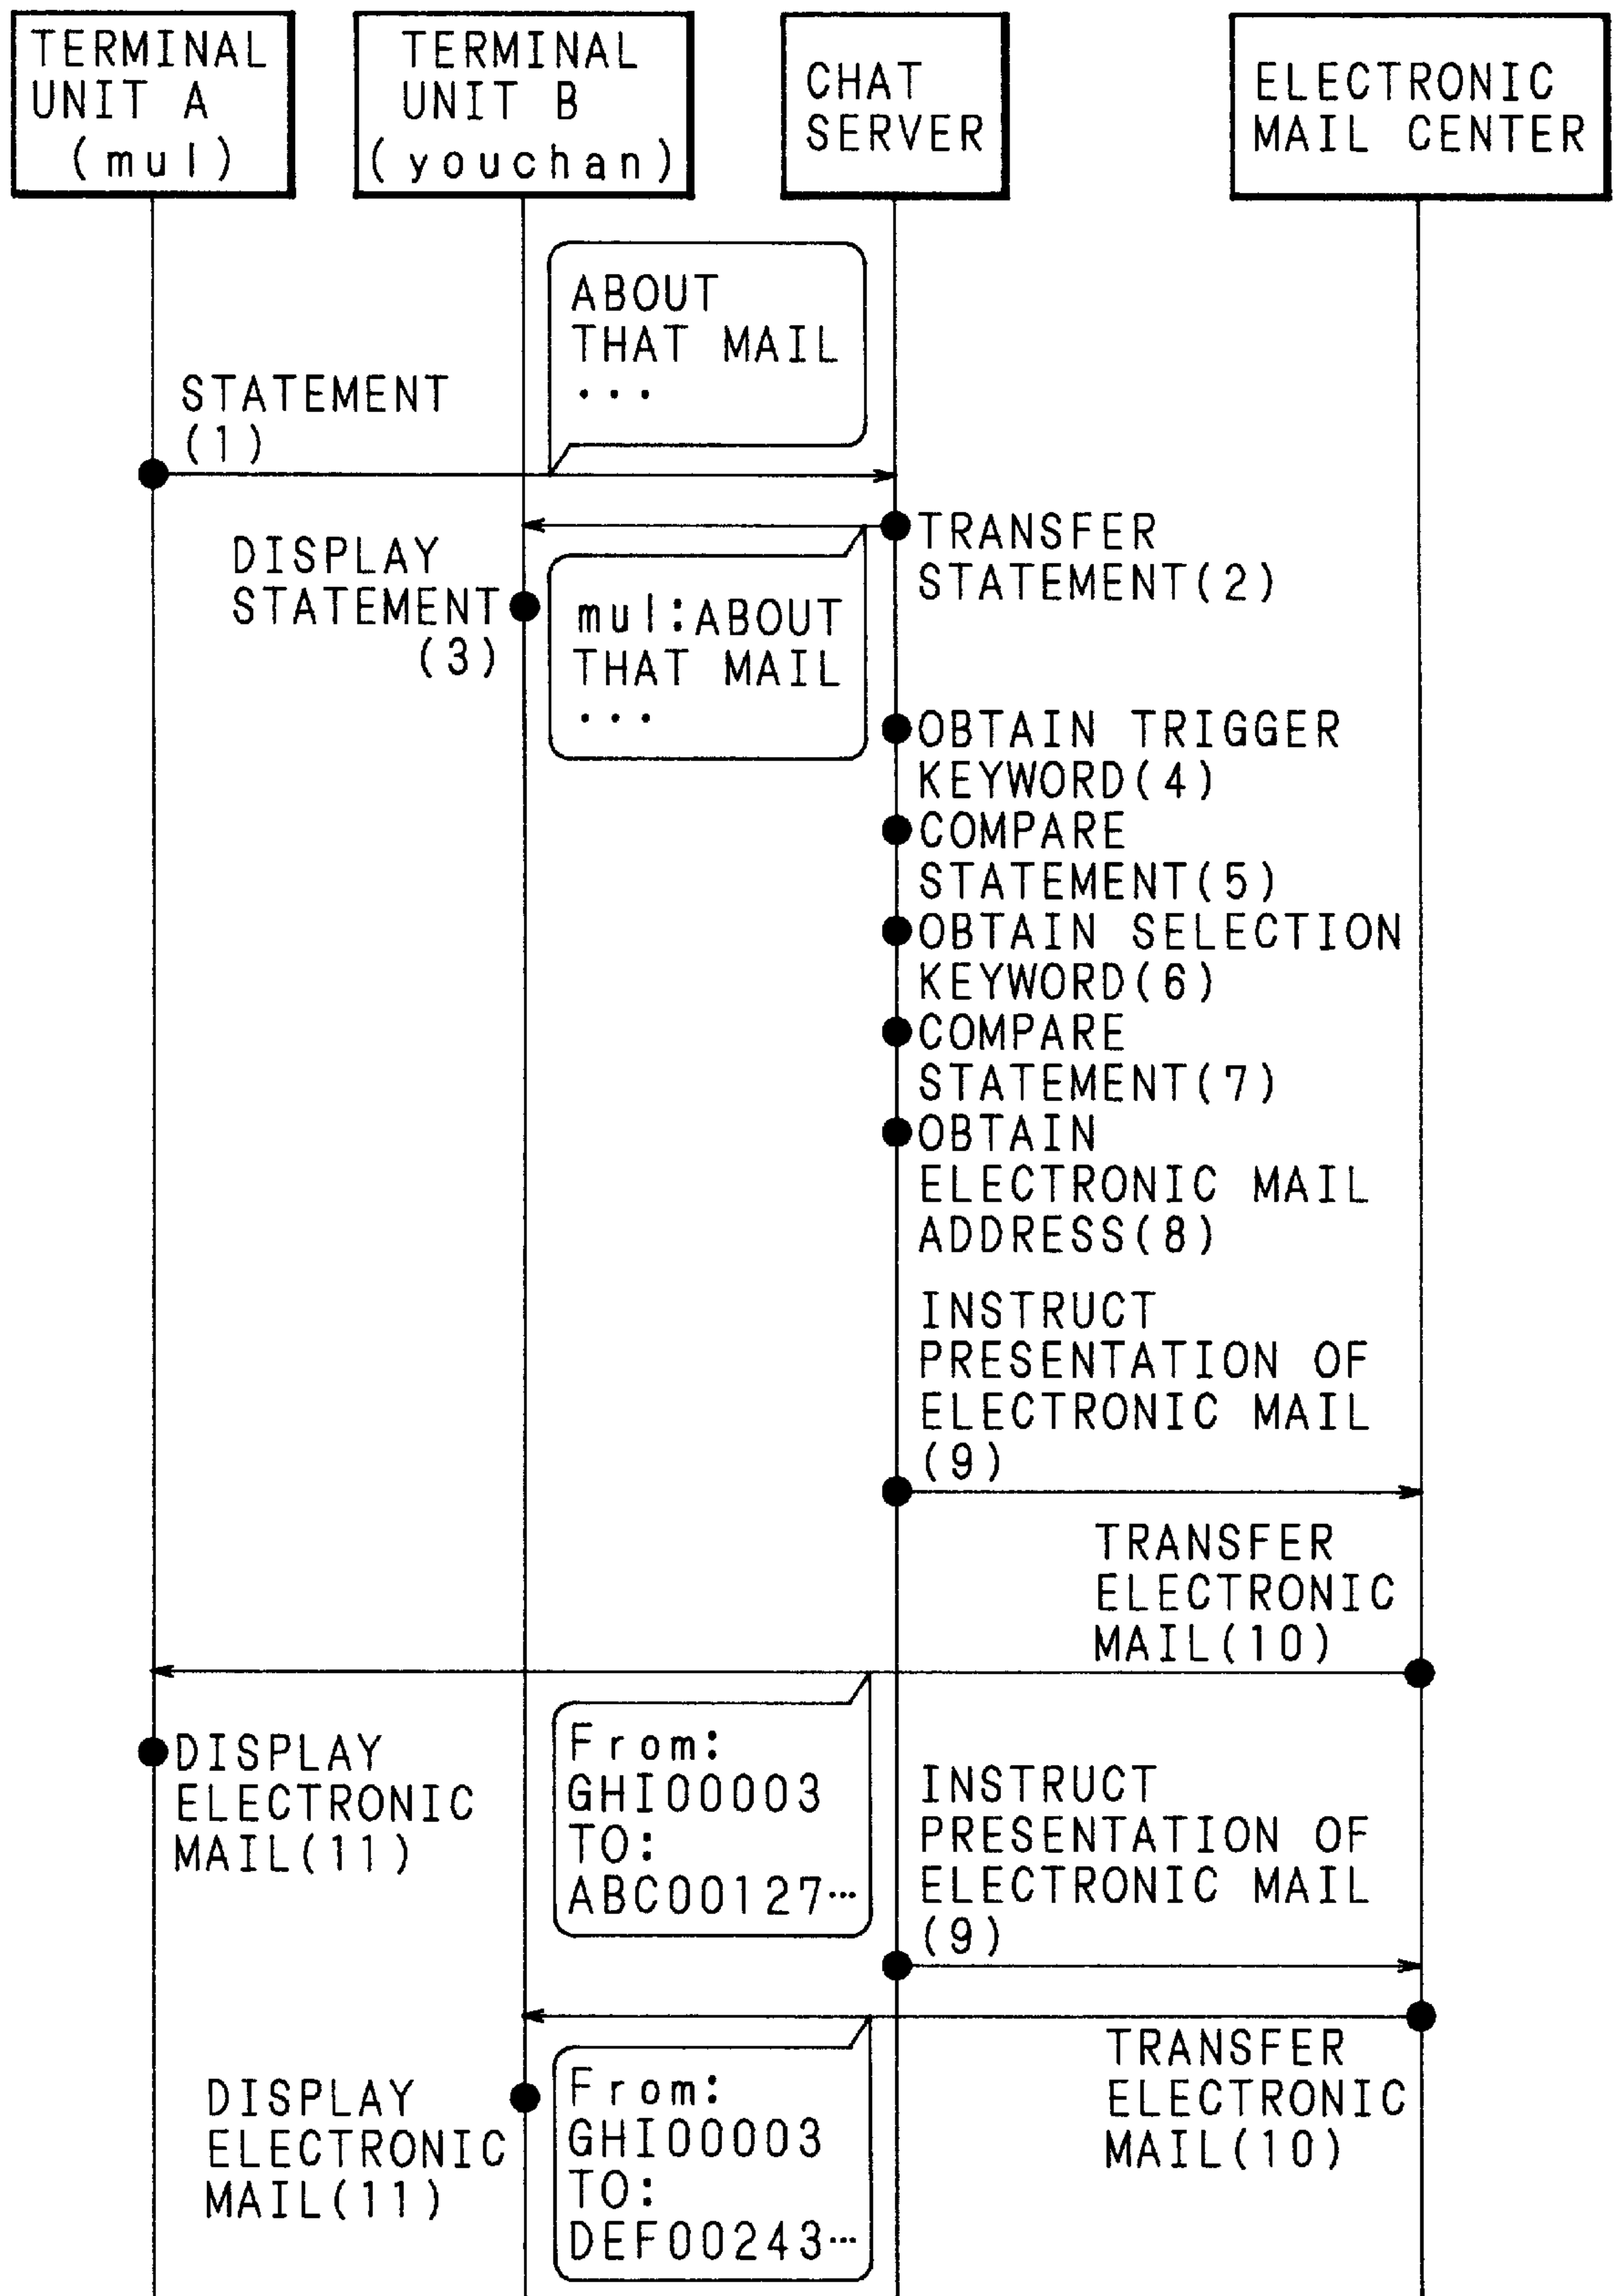 TERMINAL
UNIT A
(mul)
TERMINAL
UNIT B
(youchan)
CHAT
SERVER
ELECTRONIC
MAIL CENTER
ABOUT
THAT MAIL
...
STATEMENT
(1)
TRANSFER
STATEMENT(2)
DISPLAY
STATEMENT
(3)
mul:ABOUT
THAT MAIL
...
OBTAIN TRIGGER
KEYWORD(4)
COMPARE
STATEMENT(5)
OBTAIN SELECTION
KEYWORD(6)
COMPARE
STATEMENT(7)
OBTAIN
ELECTRONIC MAIL
ADDRESS(8)
INSTRUCT
PRESENTATION OF
ELECTRONIC MAIL
(9)
TRANSFER
ELECTRONIC
MAIL(10)
DISPLAY
ELECTRONIC
MAIL(11)
From:
GHI00003
TO:
ABC00127...
INSTRUCT
PRESENTATION OF
ELECTRONIC MAIL
(9)
TRANSFER
ELECTRONIC
MAIL(10)
DISPLAY
ELECTRONIC
MAIL(11)
From:
GHI00003
TO:
DEF00243...